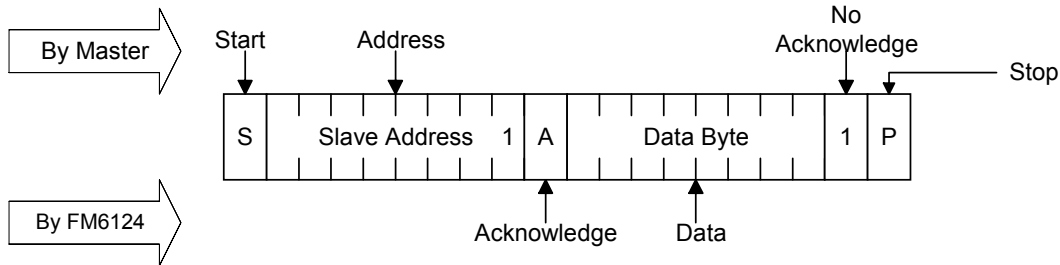 No
By Master
Start
Address
Acknowledge
Stop
S
Slave Address
1
A
Data Byte
1
P
By FM6124
Acknowledge
Data